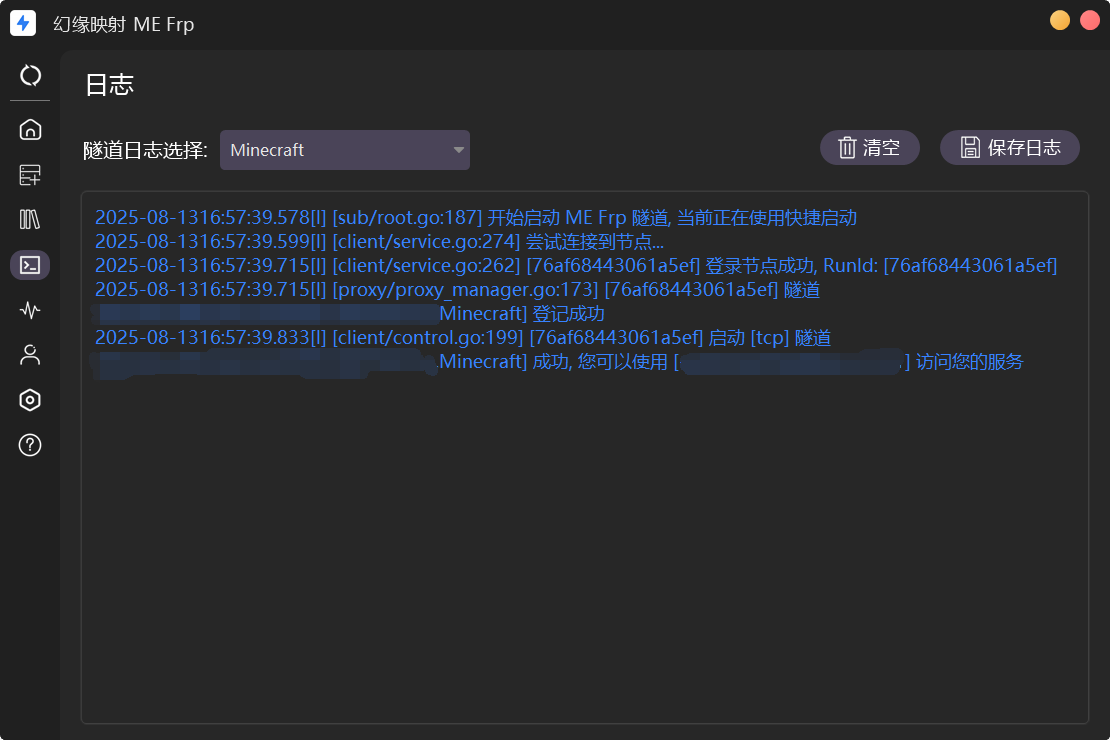 幻缘映射 ME Frp
日志
隧道日志选择:
Minecraft
清空
保存日志
2025-08-1316:57:39.578[I] [sub/root.go:187] 开始启动 ME Frp 隧道, 当前正在使用快捷启动
2025-08-1316:57:39.599[I] [client/service.go:274] 尝试连接到节点...
2025-08-1316:57:39.715[I] [client/service.go:262] [76af68443061a5ef] 登录节点成功, RunId: [76af68443061a5ef]
2025-08-1316:57:39.715[I] [proxy/proxy_manager.go:173] [76af68443061a5ef] 隧道
Minecraft] 登记成功
2025-08-1316:57:39.833[I] [client/control.go:199] [76af68443061a5ef] 启动 [tcp] 隧道
.Minecraft] 成功, 您可以使用 [ ] 访问您的服务